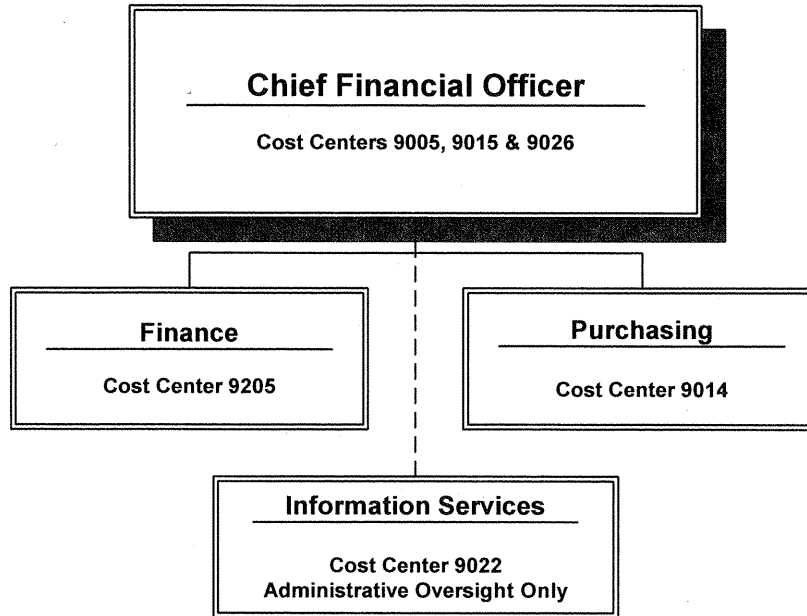 Chief Financial Officer
Cost Centers 9005, 9015 & 9026
Finance
Cost Center 9205
Purchasing
Cost Center 9014
Information Services
Cost Center 9022
Administrative Oversight Only